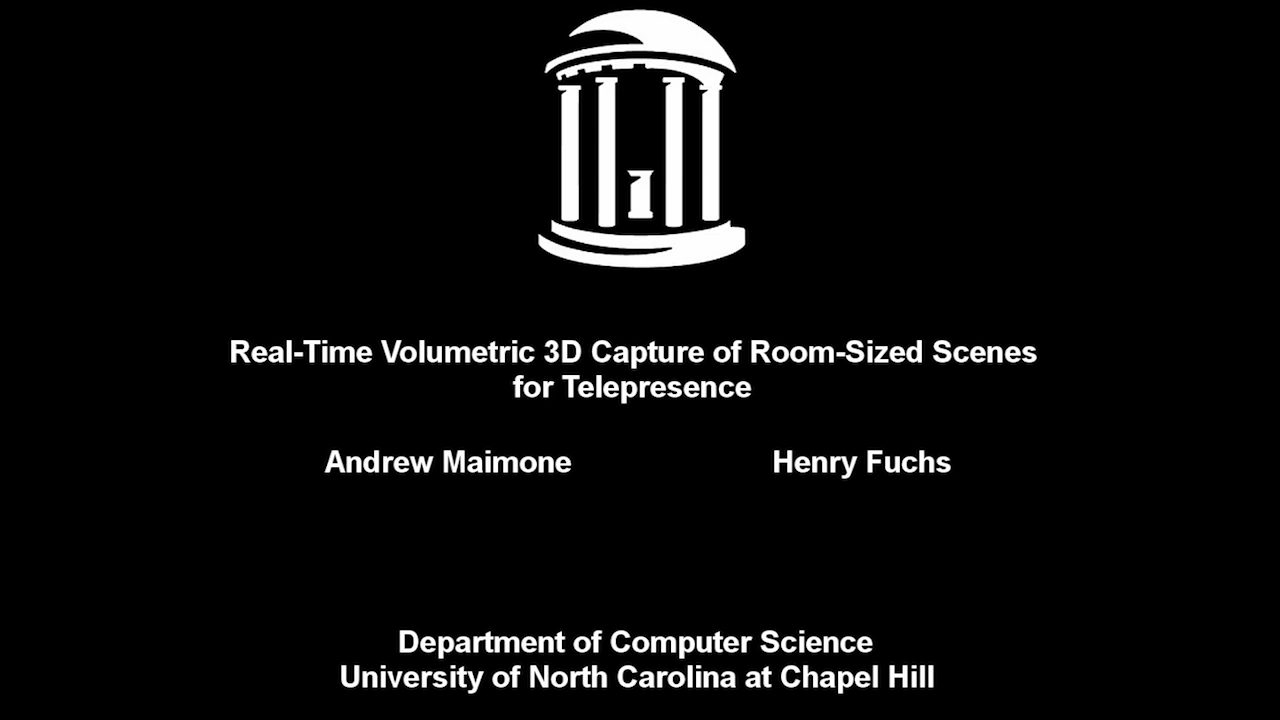 Real-Time Volumetric 3D Capture of Room-Sized Scenes
for Telepresence
Andrew Maimone Henry Fuchs
Department of Computer Science
University of North Carolina at Chapel Hill